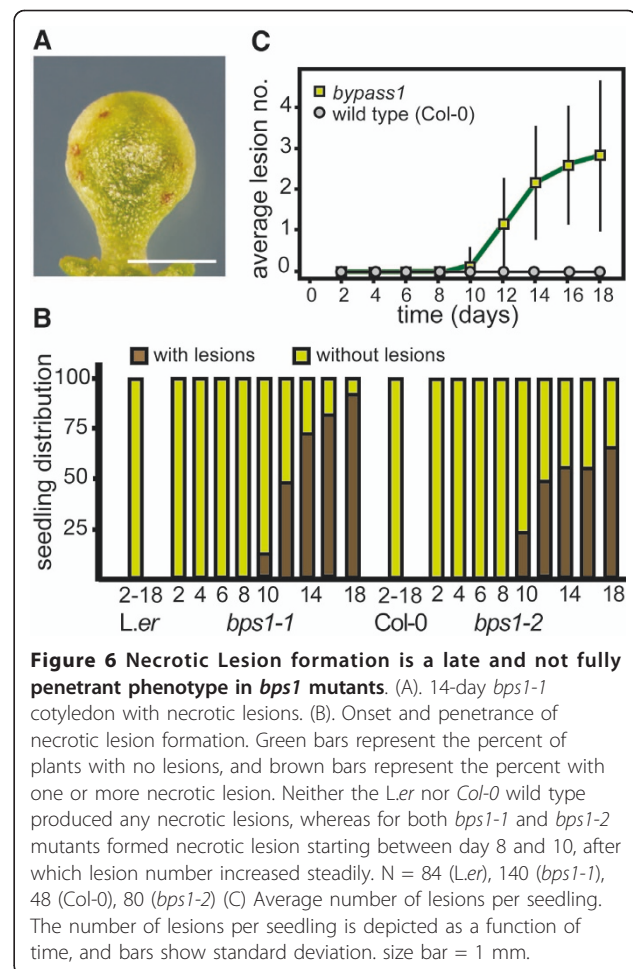 A
C
bypass1
wild type (Col-0)
average lesion no.
4
3
2
1
0
0 2 4 6 8 10 12 14 16 18
time (days)
B
with lesions without lesions
seedling distribution
100
75
50
25
2-18 2 4 6 8 10 14 18 2-18 2 4 6 8 10 14 18
L.er bps1-1 Col-0 bps1-2
Figure 6 Necrotic Lesion formation is a late and not fully
penetrant phenotype in bps1 mutants. (A). 14-day bps1-1
cotyledon with necrotic lesions. (B). Onset and penetrance of
necrotic lesion formation. Green bars represent the percent of
plants with no lesions, and brown bars represent the percent with
one or more necrotic lesion. Neither the L.er nor Col-0 wild type
produced any necrotic lesions, whereas for both bps1-1 and bps1-2
mutants formed necrotic lesion starting between day 8 and 10, after
which lesion number increased steadily. N = 84 (L.er), 140 (bps1-1),
48 (Col-0), 80 (bps1-2) (C) Average number of lesions per seedling.
The number of lesions per seedling is depicted as a function of
time, and bars show standard deviation. size bar = 1 mm.